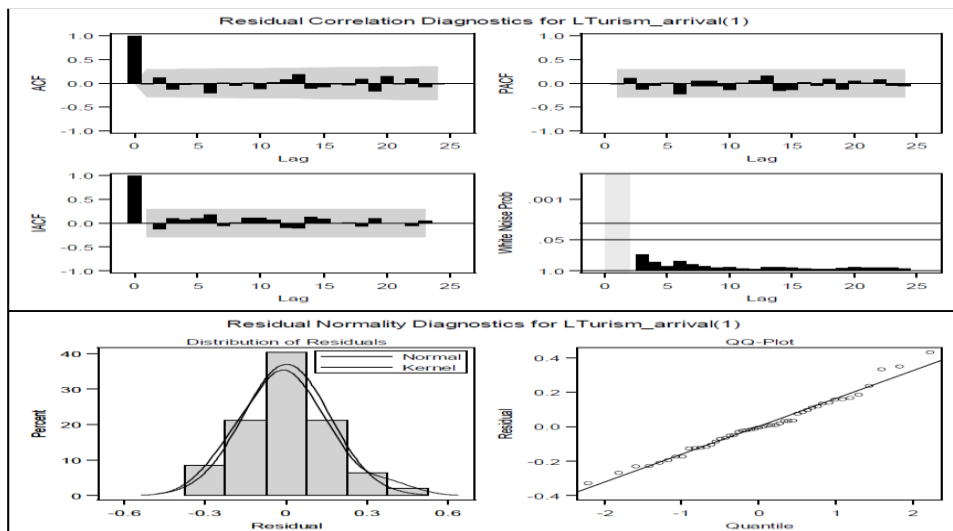 Residual Correlation Diagnostics for LTurism_arrival(1)
ACF
1.0
0.5
0.0
-0.5
-1.0
0 5 10 15 20 25
Lag
PACF
1.0
0.5
0.0
-0.5
-1.0
0 5 10 15 20 25
Lag
IACF
1.0
0.5
0.0
-0.5
-1.0
0 5 10 15 20 25
Lag
White Noise Prob
.001
.05
1.0
0 5 10 15 20 25
Lag
Residual Normality Diagnostics for LTurism_arrival(1)
Distribution of Residuals
Normal
Kernel
Percent
40
30
20
10
0
-0.6 -0.3 0.0 0.3 0.6
Residual
QQ-Plot
Residual
0.4
0.2
0.0
-0.2
-0.4
-2 -1 0 1 2
Quantile